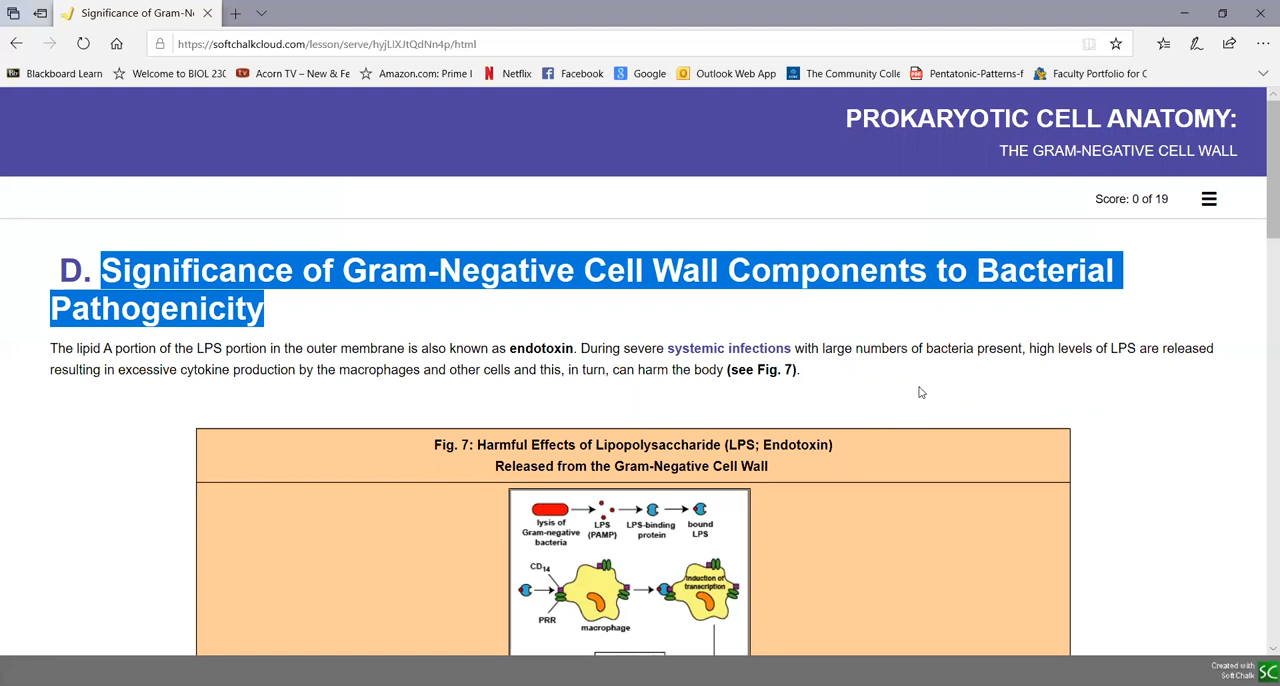 Significance of Gram-N
https://softchalkcloud.com/lesson/serve/hyjLlXJtQdNn4p/html
Blackboard Learn Welcome to BIOL 230 Acorn TV – New & Fe Amazon.com: Prime I Netflix Facebook Google Outlook Web App The Community Colle Pentatonic-Patterns-f Faculty Portfolio for C
PROKARYOTIC CELL ANATOMY:
THE GRAM-NEGATIVE CELL WALL
Score: 0 of 19
D. Significance of Gram-Negative Cell Wall Components to Bacterial
Pathogenicity
The lipid A portion of the LPS portion in the outer membrane is also known as endotoxin. During severe systemic infections with large numbers of bacteria present, high levels of LPS are released
resulting in excessive cytokine production by the macrophages and other cells and this, in turn, can harm the body (see Fig. 7).
Fig. 7: Harmful Effects of Lipopolysaccharide (LPS; Endotoxin)
Released from the Gram-Negative Cell Wall
lysis of
Gram-negative
bacteria
LPS
(PAMP)
LPS-binding
protein
bound
LPS
CD14
PRR
macrophage
induction of
transcription
Created with
SoftChalk
SC